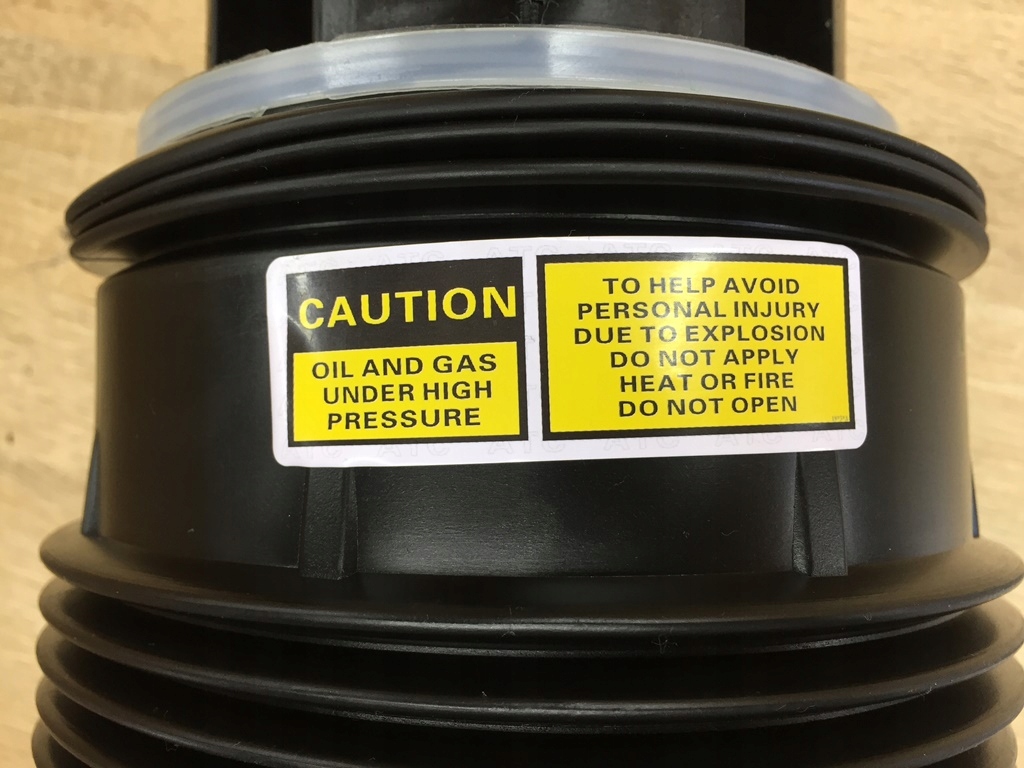 CAUTION
OIL AND GAS
UNDER HIGH
PRESSURE
TO HELP AVOID
PERSONAL INJURY
DUE TO EXPLOSION
DO NOT APPLY
HEAT OR FIRE
DO NOT OPEN